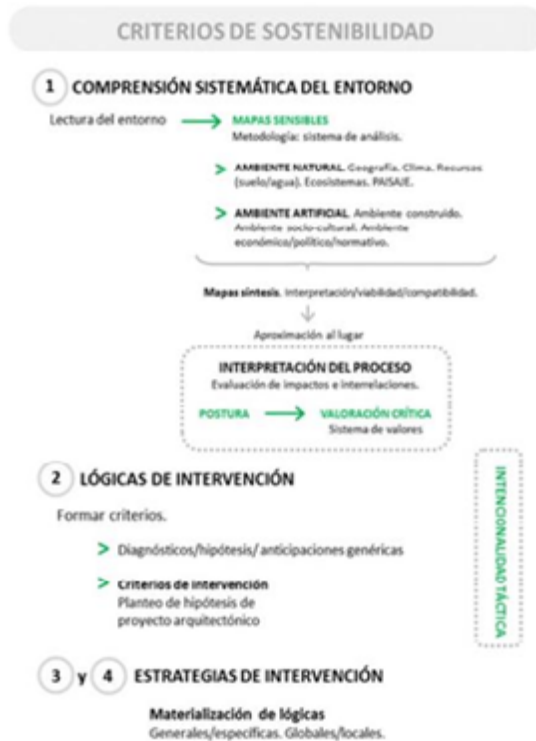 CRITERIOS DE SOSTENIBILIDAD
1 COMPRENSIÓN SISTEMÁTICA DEL ENTORNO
Lectura del entorno → MAPAS SENSIBLES
Metodología: sistema de análisis.
> AMBIENTE NATURAL. Geografía. Clima. Recursos
(suelo/agua). Ecosistemas. PAISAJE.
> AMBIENTE ARTIFICIAL. Ambiente construido.
Ambiente socio-cultural. Ambiente
económico/político/normativo.
Mapas síntesis. Interpretación/viabilidad/compatibilidad.
Aproximación al lugar
INTERPRETACIÓN DEL PROCESO
Evaluación de impactos e interrelaciones.
POSTURA → VALORACIÓN CRÍTICA
Sistema de valores
2 LÓGICAS DE INTERVENCIÓN
Formar criterios.
> Diagnósticos/hipótesis/ anticipaciones genéricas
> Criterios de intervención
Planteo de hipótesis de
proyecto arquitectónico
INTENCIONALIDAD TÁCTICA
3 y 4 ESTRATEGIAS DE INTERVENCIÓN
Materialización de lógicas
Generales/específicas. Globales/locales.